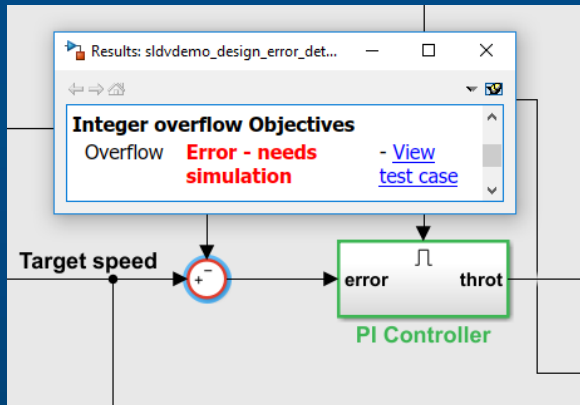 Results: sldvdemo_design_error_det...
Integer overflow Objectives
Overflow Error - needs simulation - View test case
Target speed
error throt
PI Controller